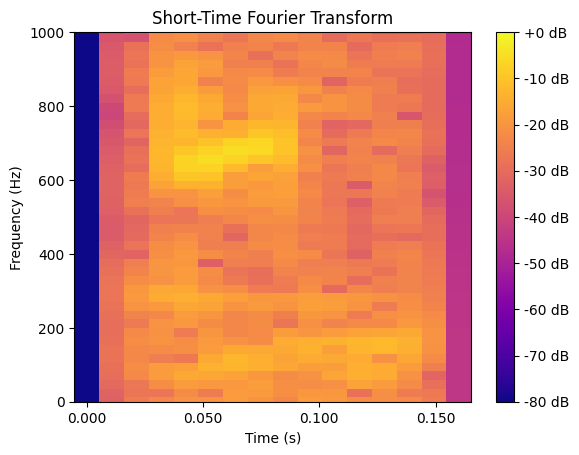 Short-Time Fourier Transform
Frequency (Hz)
1000
800
600
400
200
0
0.000 0.050 0.100 0.150
Time (s)
+0 dB
-10 dB
-20 dB
-30 dB
-40 dB
-50 dB
-60 dB
-70 dB
-80 dB